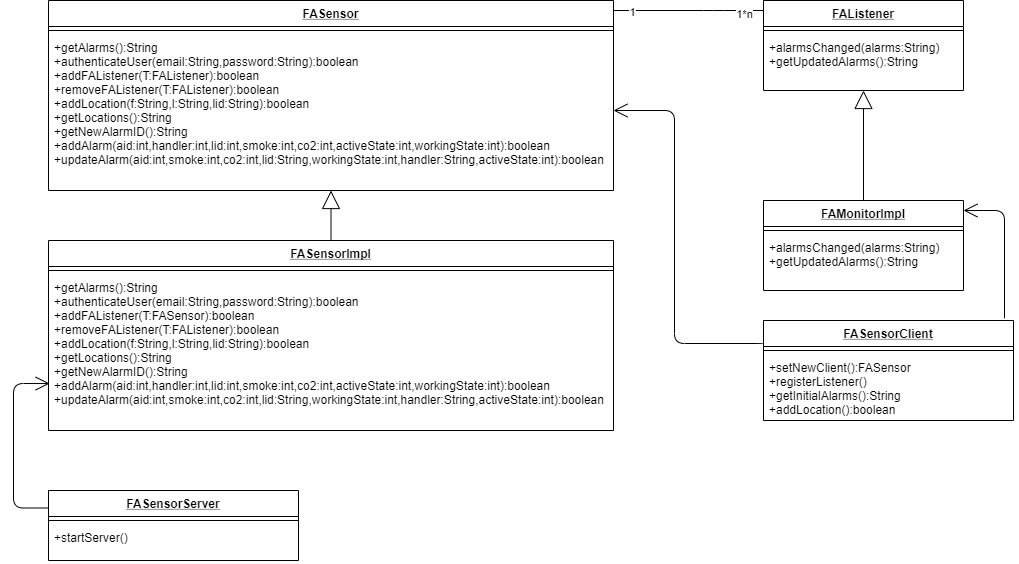 FASensor
+getAlarms():String
+authenticateUser(email:String,password:String):boolean
+addFAListener(T:FAListener):boolean
+removeFAListener(T:FAListener):boolean
+addLocation(f:String,l:String,lid:String):boolean
+getLocations():String
+getNewAlarmID():String
+addAlarm(aid:int,handler:int,lid:int,smoke:int,co2:int,activeState:int,workingState:int):boolean
+updateAlarm(aid:int,smoke:int,co2:int,lid:String,workingState:int,handler:String,activeState:int):boolean
1
1*n
FAListener
+alarmsChanged(alarms:String)
+getUpdatedAlarms():String
FAMonitorImpl
+alarmsChanged(alarms:String)
+getUpdatedAlarms():String
FASensorImpl
+getAlarms():String
+authenticateUser(email:String,password:String):boolean
+addFAListener(T:FASensor):boolean
+removeFAListener(T:FAListener):boolean
+addLocation(f:String,l:String,lid:String):boolean
+getLocations():String
+getNewAlarmID():String
+addAlarm(aid:int,handler:int,lid:int,smoke:int,co2:int,activeState:int,workingState:int):boolean
+updateAlarm(aid:int,smoke:int,co2:int,lid:String,workingState:int,handler:String,activeState:int):boolean
FASensorClient
+setNewClient():FASensor
+registerListener()
+getInitialAlarms():String
+addLocation():boolean
FASensorServer
+startServer()